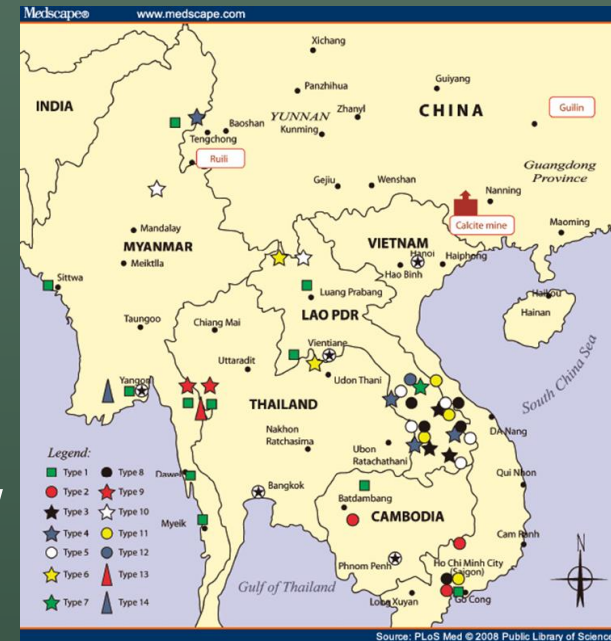 Medscape® www.medscape.com
Xichang
Panzhihua
Guiyang
INDIA
YUNNAN
Zhanyl
CHINA
Guilin
Baoshan
Kunming
Tengchong
Ruili
Guangdong
Province
Gejiu
Wenshan
Nanning
Calcite mine
Maoming
Mandalay
MYANMAR
Meiktlla
VIETNAM
Hanoi
Haiphong
Hao Binh
Sittwa
Luang Prabang
Haikou
Hainan
LAO PDR
Taungoo
Chiang Mai
Uttaradit
Vientiane
Udon Thani
South China Sea
Yangon
THAILAND
Nakhon
Ratchasima
DA Nang
Ubon
Ratachathani
Qui Nhon
Legend:
Type 1 Type 8
Type 2 Type 9
Type 3 Type 10
Type 4 Type 11
Type 5 Type 12
Type 6 Type 13
Type 7 Type 14
Dawei
Bangkok
Batdambang
CAMBODIA
Myeik
Cam Ranh
N
Phnom Penh
Ho Chi Minh City
(Saigon)
Gulf of Thailand
Long Xuyan
Go Cong
Source: PLoS Med © 2008 Public Library of Science